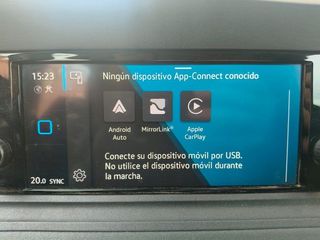 15:23
Ningún dispositivo App-Connect conocido
Android
Auto
MirrorLink®
Apple
CarPlay
Conecte su dispositivo móvil por USB.
No utilice el dispositivo móvil durante
la marcha.
20.0 SYNC